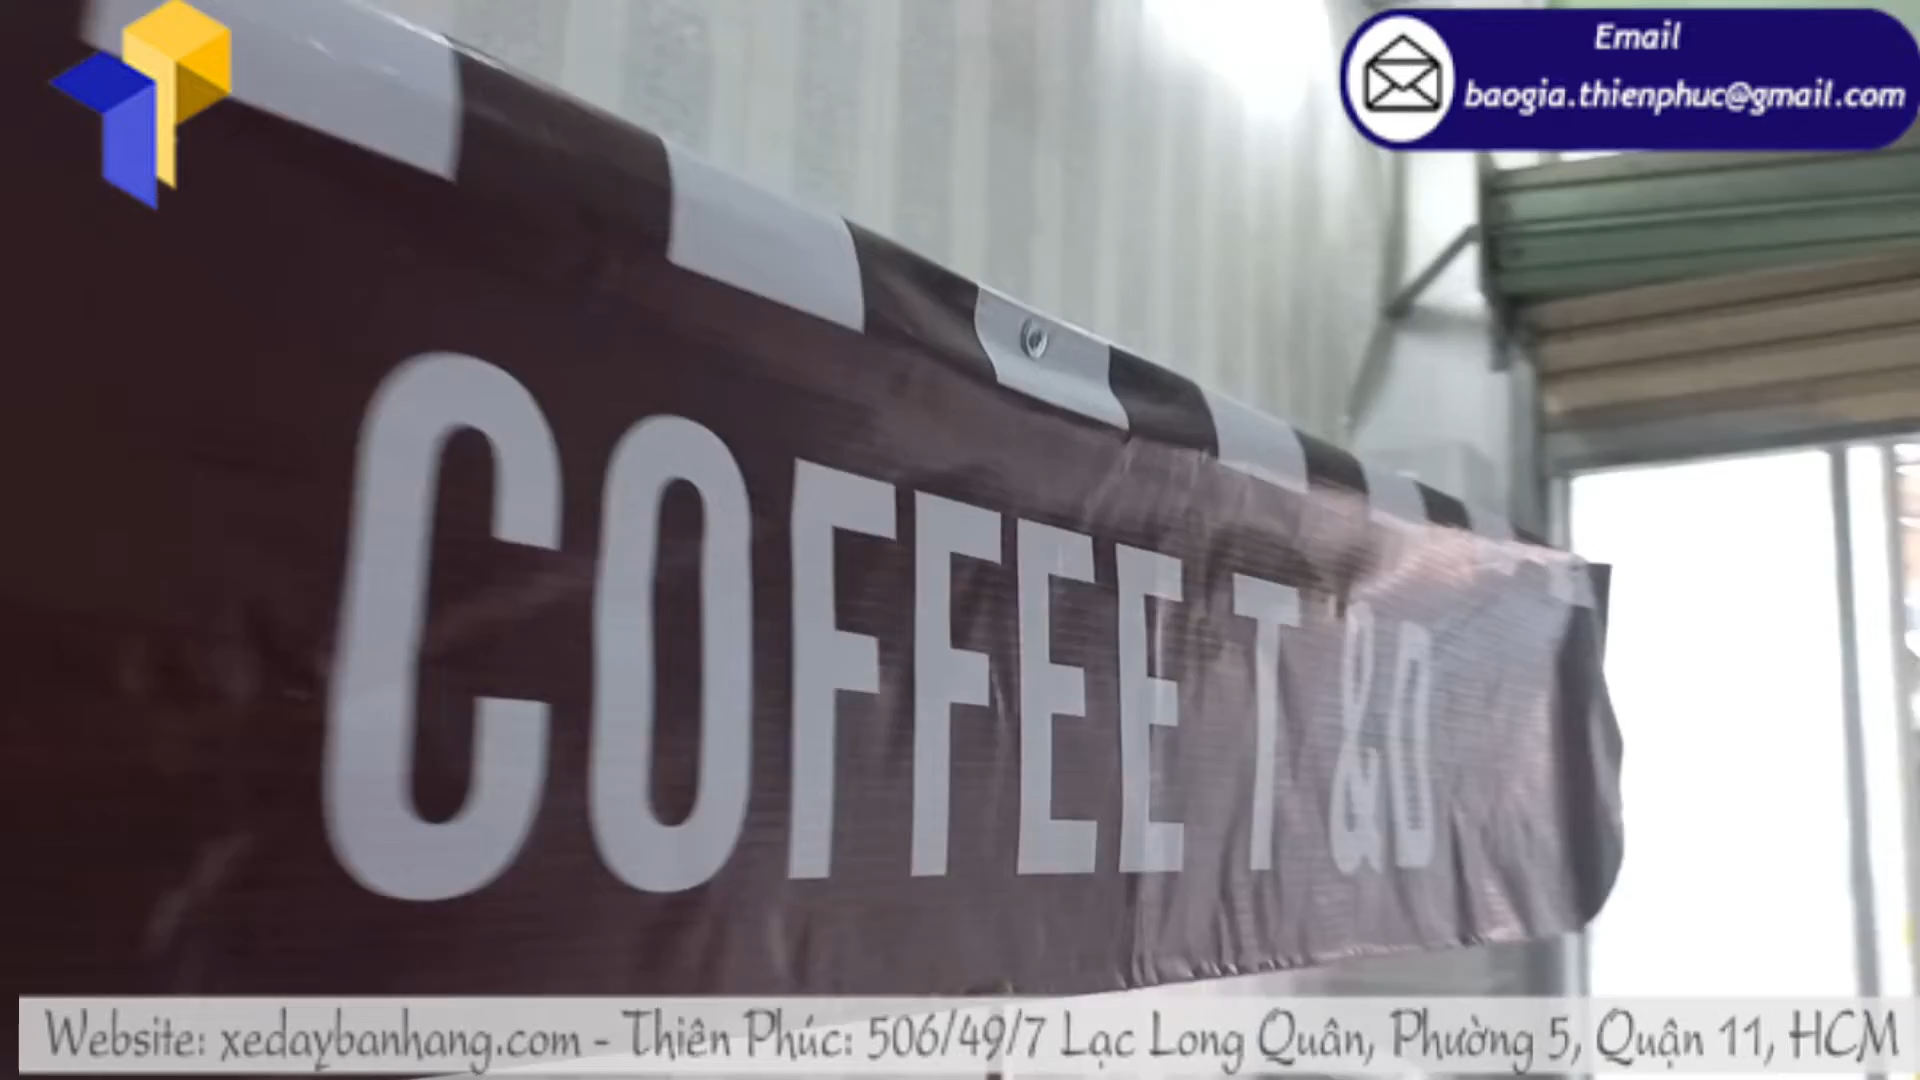 Email
baogia.thienphuc@gmail.com
COFFEE T & D
Website: xedaybanhang.com - Thiên Phúc: 506/49/7 Lạc Long Quân, Phường 5, Quận 11, HCM